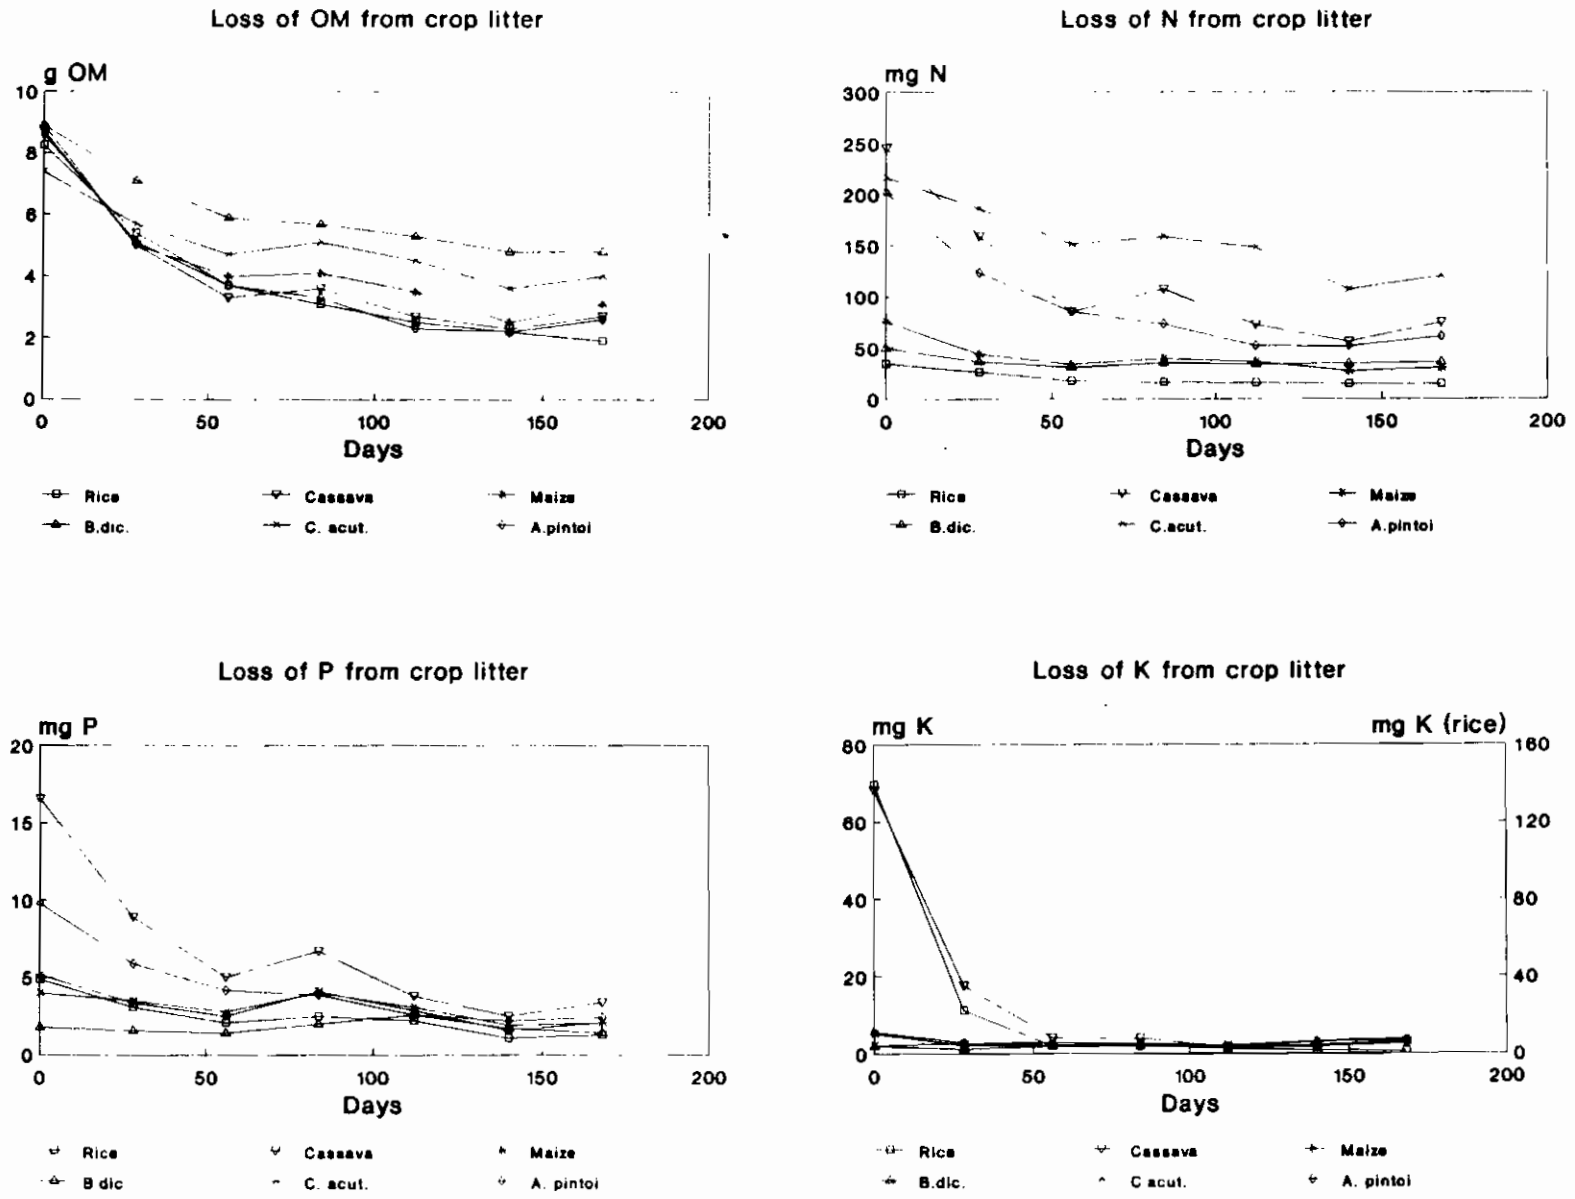 Loss of OM from crop litter
g OM
10
8
6
4
2
0
0 50 100 150 200
Days
Rice Cassava Maize
B.dic. C. acut. A.pintoi
Loss of N from crop litter
mg N
300
250
200
150
100
50
0
0 50 100 150 200
Days
Rice Cassava Maize
B.dic. C.acut. A.pintoi
Loss of P from crop litter
mg P
20
15
10
5
0
0 50 100 150 200
Days
Rice Cassava Maize
B dic C. acut. A. pintoi
Loss of K from crop litter
mg K mg K (rice)
80 160
60 120
40 80
20 40
0 0
0 50 100 150 200
Days
Rice Cassava Maize
B.dic. C acut. A. pintoi